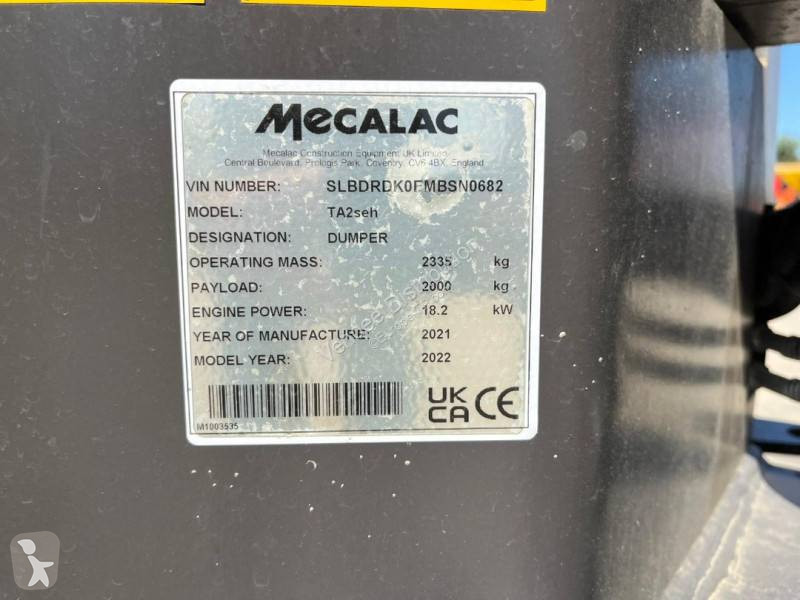 MECALAC
Mecalac Construction Equipment UK Limited
Central Boulevard, Prologis Park, Coventry, CV6 4BX, England
VIN NUMBER: SLBDRDK0EMBSN0682
MODEL: TA2seh
DESIGNATION: DUMPER
OPERATING MASS: 2335 kg
PAYLOAD: 2000 kg
ENGINE POWER: 18.2 kW
YEAR OF MANUFACTURE: 2021
MODEL YEAR: 2022
UK
CA CE
M1003535